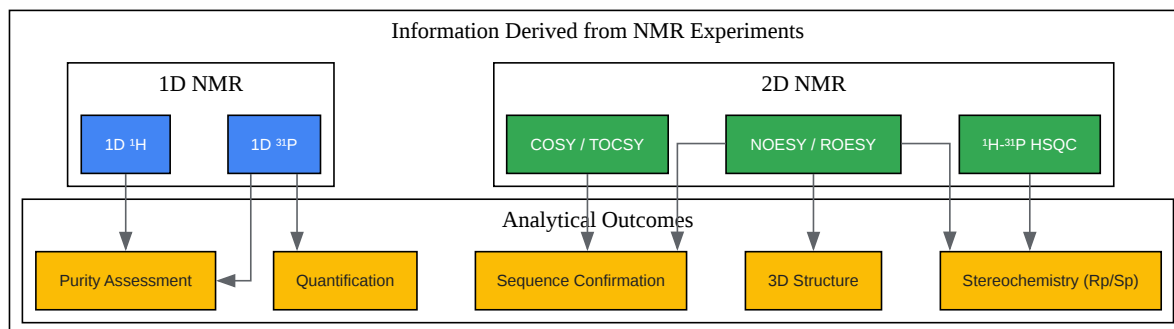 Information Derived from NMR Experiments
1D NMR
2D NMR
1D ¹H
1D ³¹P
COSY / TOCSY
NOESY / ROESY
¹H-³¹P HSQC
Analytical Outcomes
Purity Assessment
Quantification
Sequence Confirmation
3D Structure
Stereochemistry (Rp/Sp)